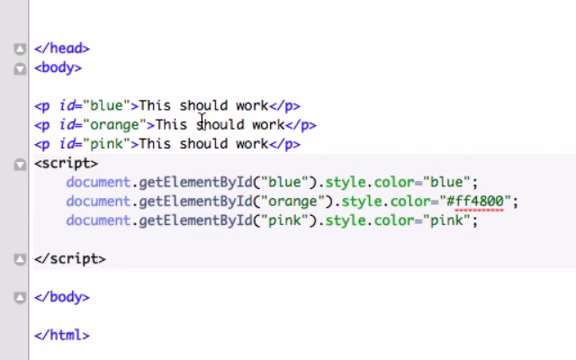 </head>
<body>
<p id="blue">This should work</p>
<p id="orange">This should work</p>
<p id="pink">This should work</p>
<script>
document.getElementById("blue").style.color="blue";
document.getElementById("orange").style.color="#ff4800";
document.getElementById("pink").style.color="pink";
</script>
</body>
</html>